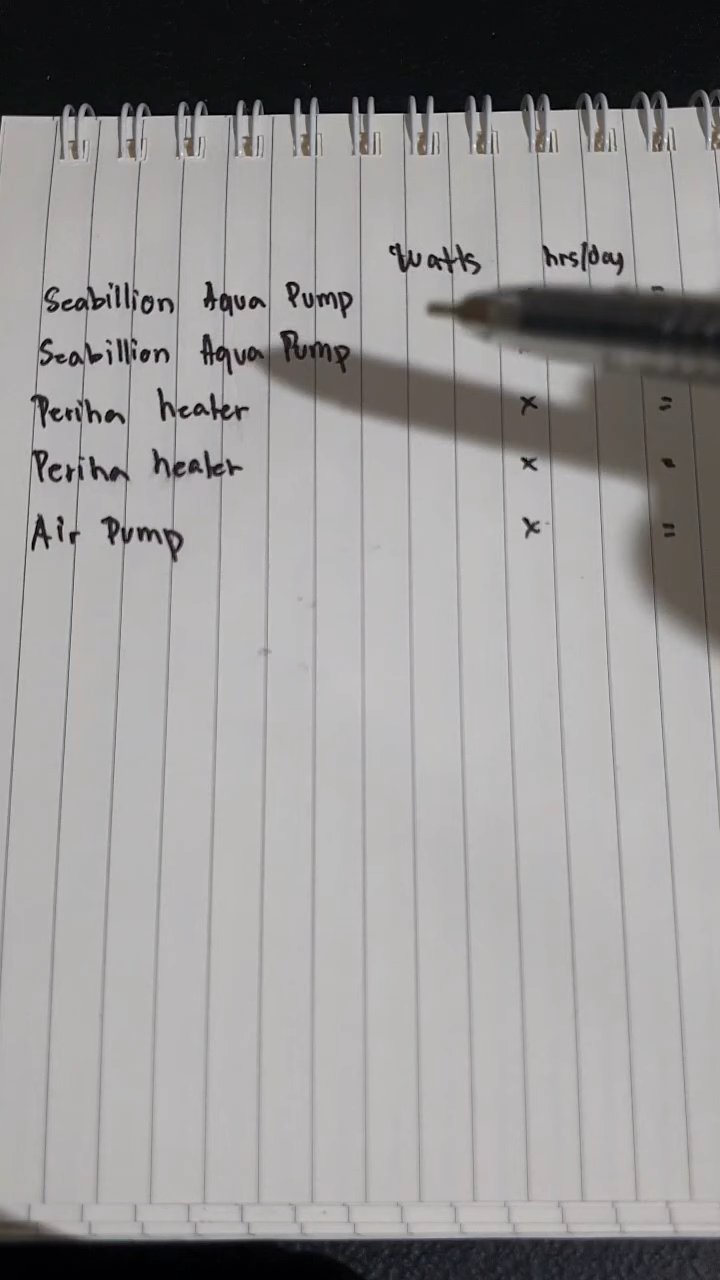 Watts hrs/day
Seabillion Aqua Pump =
Seabillion Aqua Pump
Periha heater x =
Periha heater x =
Air Pump x =